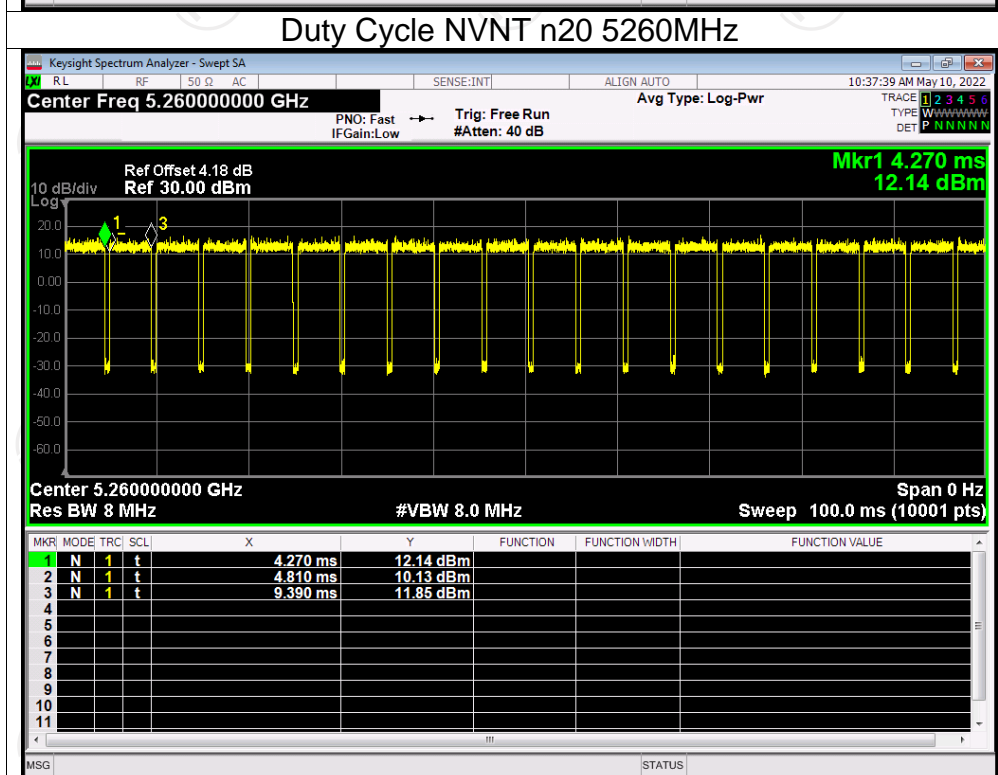 Duty Cycle NVNT n20 5260MHz
Keysight Spectrum Analyzer - Swept SA
LXI RL RF 50 Ω AC SENSE:INT ALIGN AUTO 10:37:39 AM May 10, 2022
Center Freq 5.260000000 GHz Avg Type: Log-Pwr TRACE 1 2 3 4 5 6
PNO: Fast Trig: Free Run TYPE WWWWWW
IFGain:Low #Atten: 40 dB DET P N N N N N
Mkr1 4.270 ms
Ref Offset 4.18 dB
10 dB/div Ref 30.00 dBm 12.14 dBm
Log
20.0
1 3
10.0
0.00
-10.0
-20.0
-30.0
-40.0
-50.0
-60.0
Center 5.260000000 GHz Span 0 Hz
Res BW 8 MHz #VBW 8.0 MHz Sweep 100.0 ms (10001 pts)
MKR MODE TRC SCL X Y FUNCTION FUNCTION WIDTH FUNCTION VALUE
1 N 1 t 4.270 ms 12.14 dBm
2 N 1 t 4.810 ms 10.13 dBm
3 N 1 t 9.390 ms 11.85 dBm
4
5
6
7
8
9
10
11
MSG STATUS